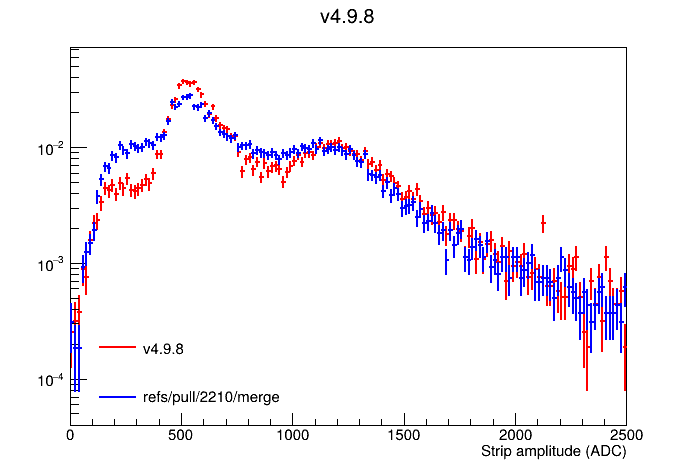 v4.9.8
10⁻²
10⁻³
10⁻⁴
v4.9.8
refs/pull/2210/merge
0 500 1000 1500 2000 2500
Strip amplitude (ADC)